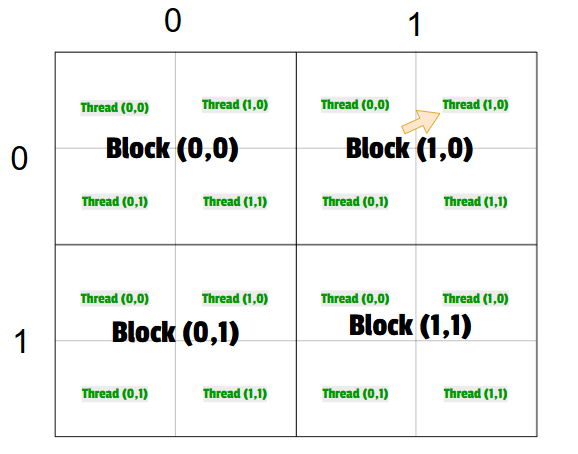 0 1
Thread (0,0) Thread (1,0) Thread (0,0) Thread (1,0)
0 Block (0,0) Block (1,0)
Thread (0,1) Thread (1,1) Thread (0,1) Thread (1,1)
Thread (0,0) Thread (1,0) Thread (0,0) Thread (1,0)
1 Block (0,1) Block (1,1)
Thread (0,1) Thread (1,1) Thread (0,1) Thread (1,1)